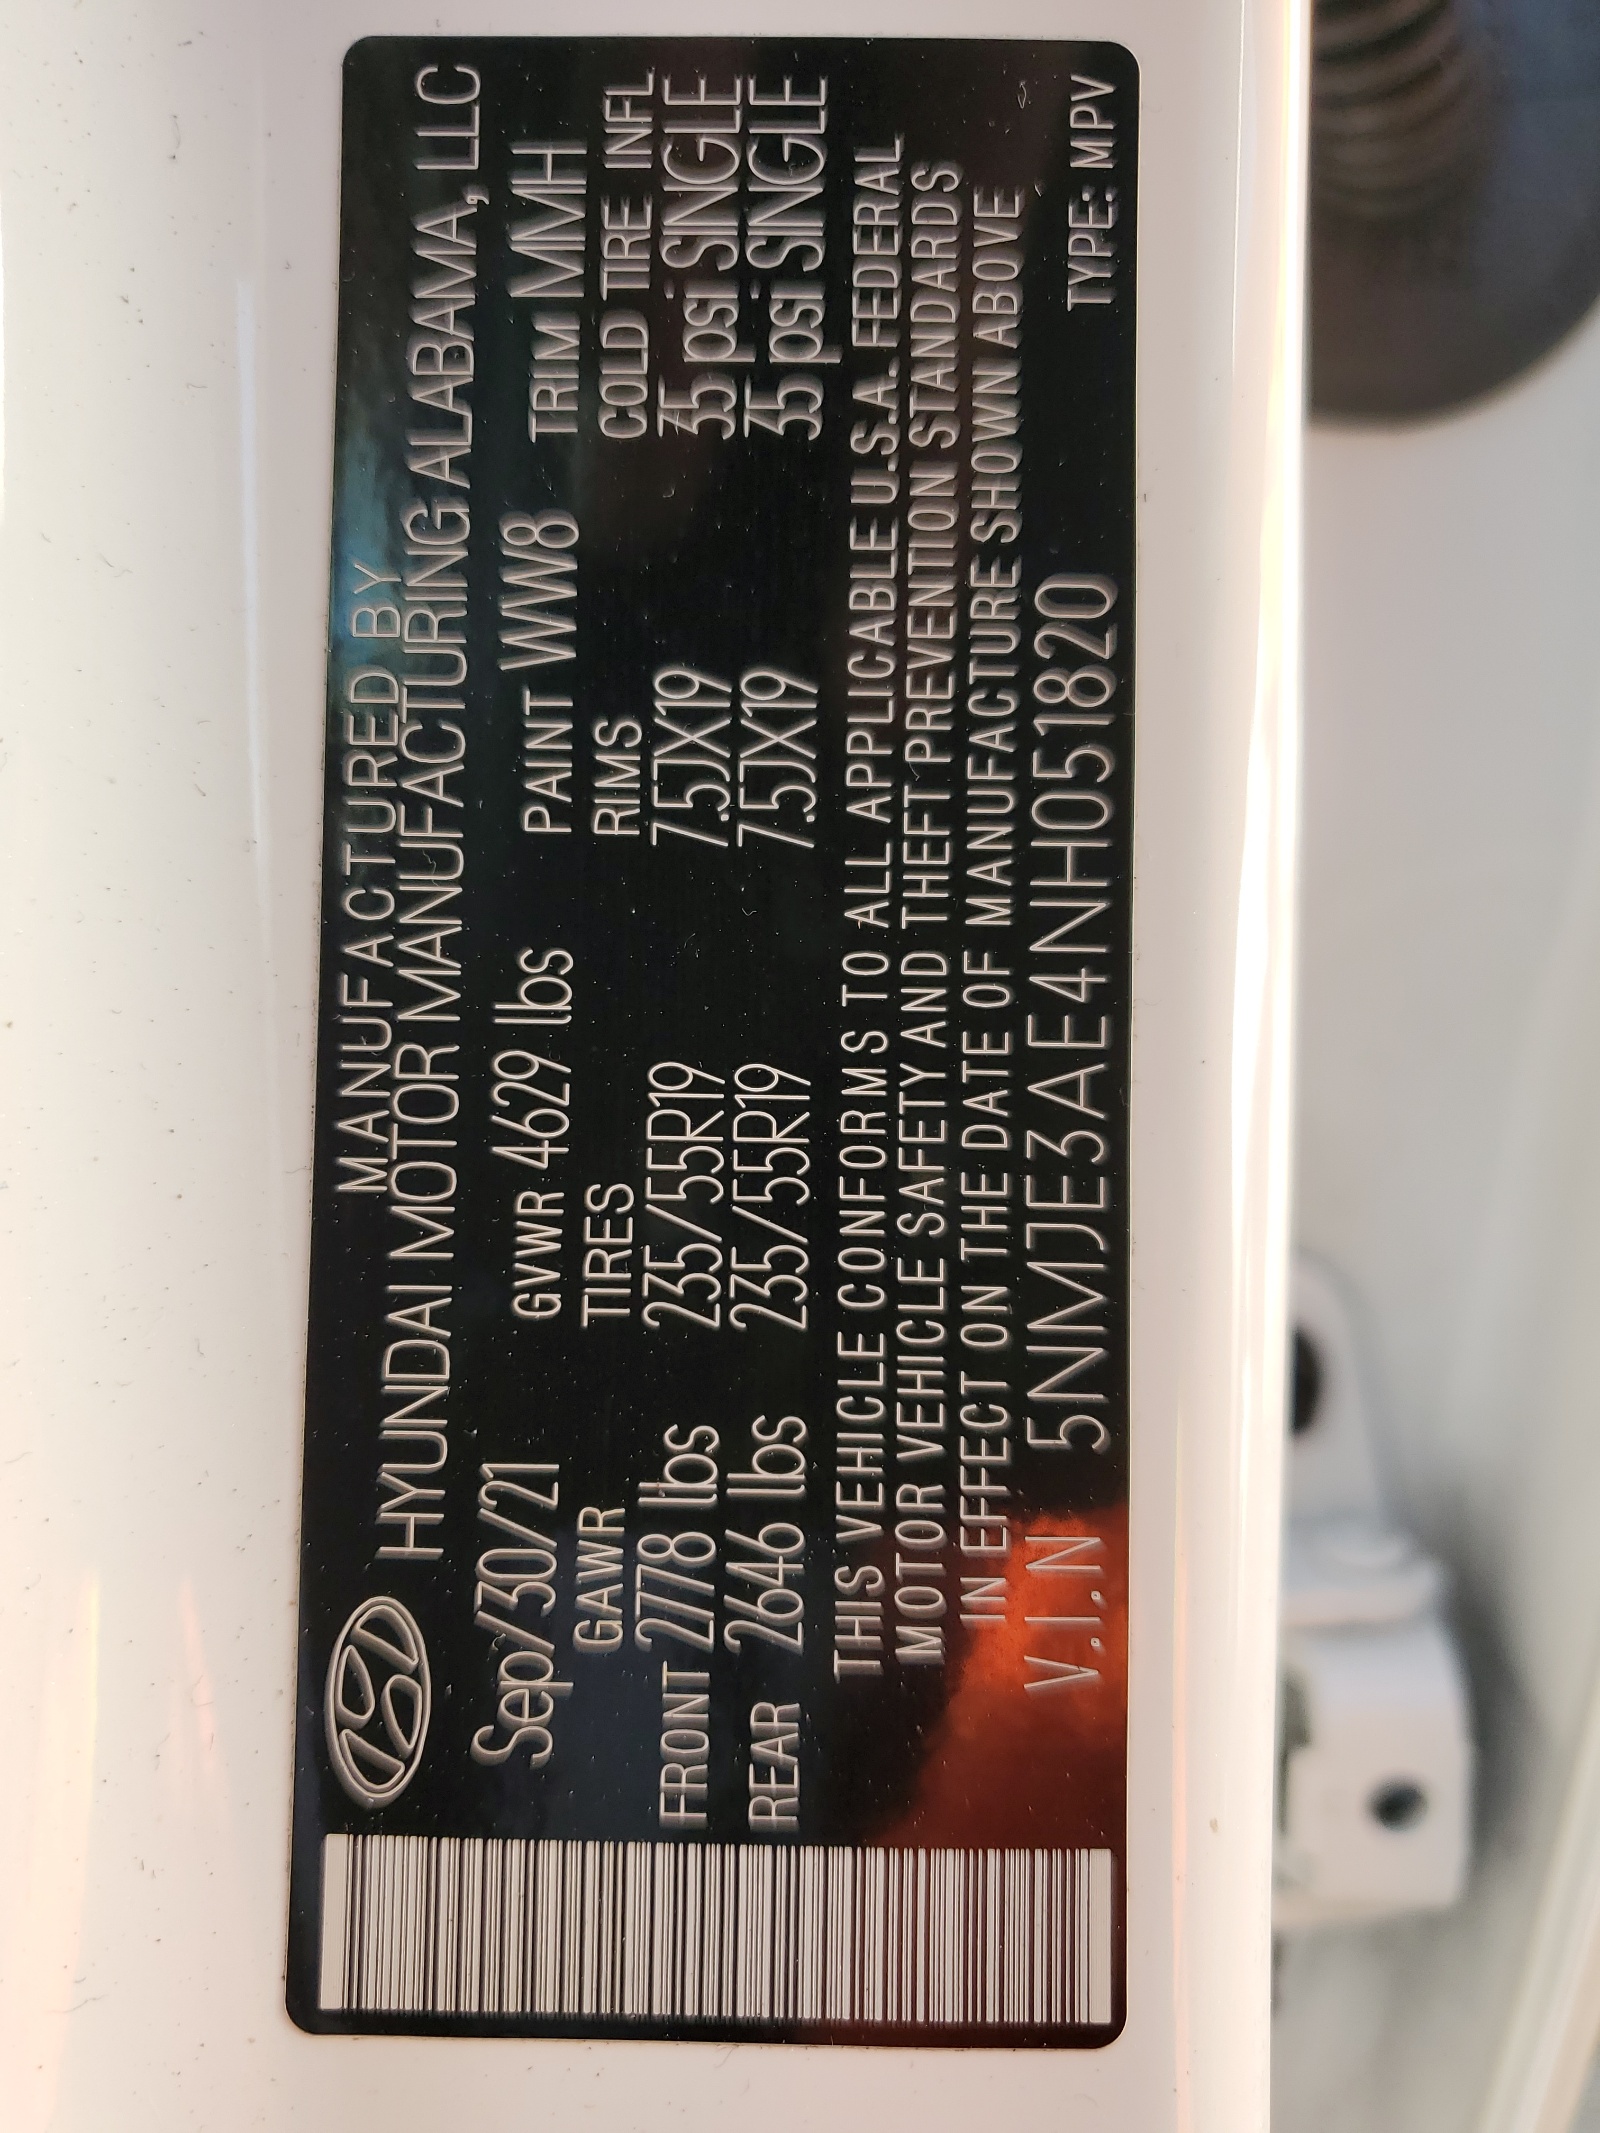 MANUFACTURED BY
HYUNDAI MOTOR MANUFACTURING ALABAMA, LLC
Sep/30/21 GVWR 4629 lbs PAINT WW8 TRIM MMH
GAWR TIRES RIMS COLD TIRE INFL
FRONT 2778 lbs 235/55R19 7.5JX19 35 psi SINGLE
REAR 2646 lbs 235/55R19 7.5JX19 35 psi SINGLE
THIS VEHICLE CONFORMS TO ALL APPLICABLE U.S.A. FEDERAL
MOTOR VEHICLE SAFETY AND THEFT PREVENTION STANDARDS
IN EFFECT ON THE DATE OF MANUFACTURE SHOWN ABOVE
V.I.N 5NMJE3AE4NH051820 TYPE: MPV